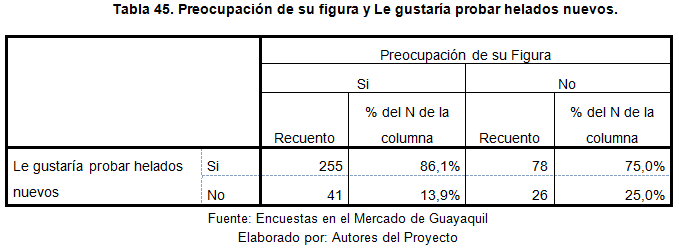 Tabla 45. Preocupación de su figura y Le gustaría probar helados nuevos.
Preocupación de su Figura
Si No
Recuento % del N de la columna Recuento % del N de la columna
Le gustaría probar helados nuevos Si 255 86,1% 78 75,0%
No 41 13,9% 26 25,0%
Fuente: Encuestas en el Mercado de Guayaquil
Elaborado por: Autores del Proyecto